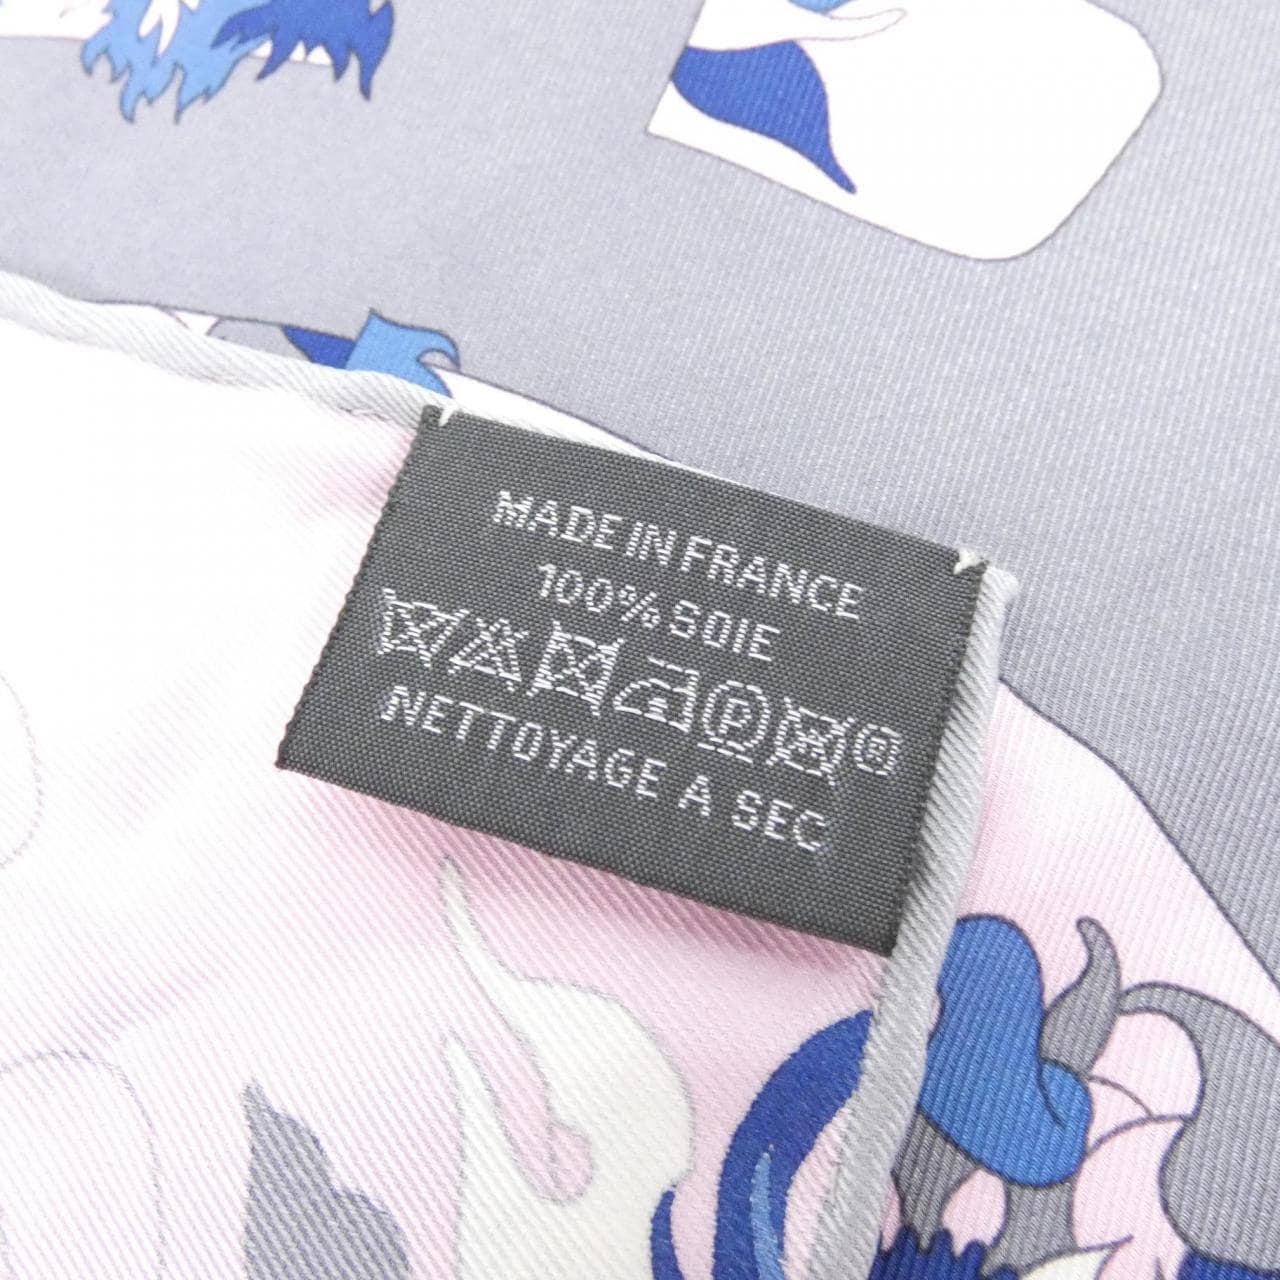 MADE IN FRANCE
100% SOIE
P ®
NETTOYAGE A SEC